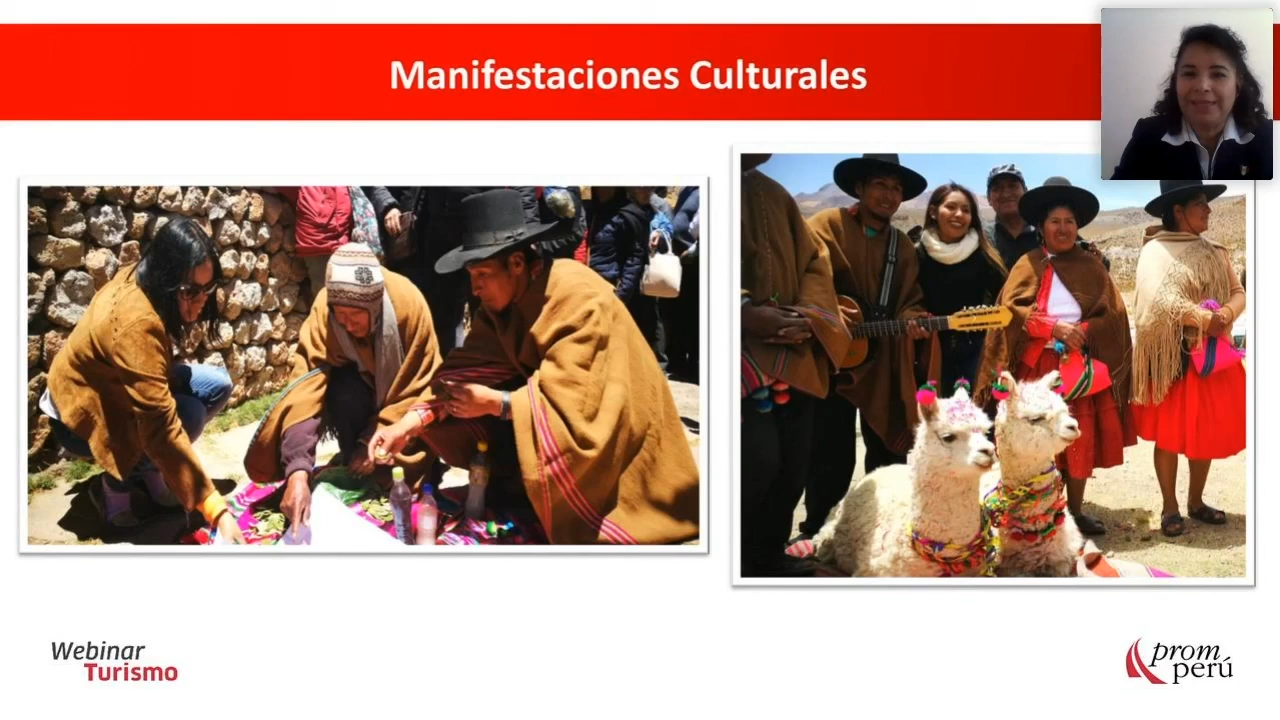 Manifestaciones Culturales
Webinar
Turismo
prom
perú